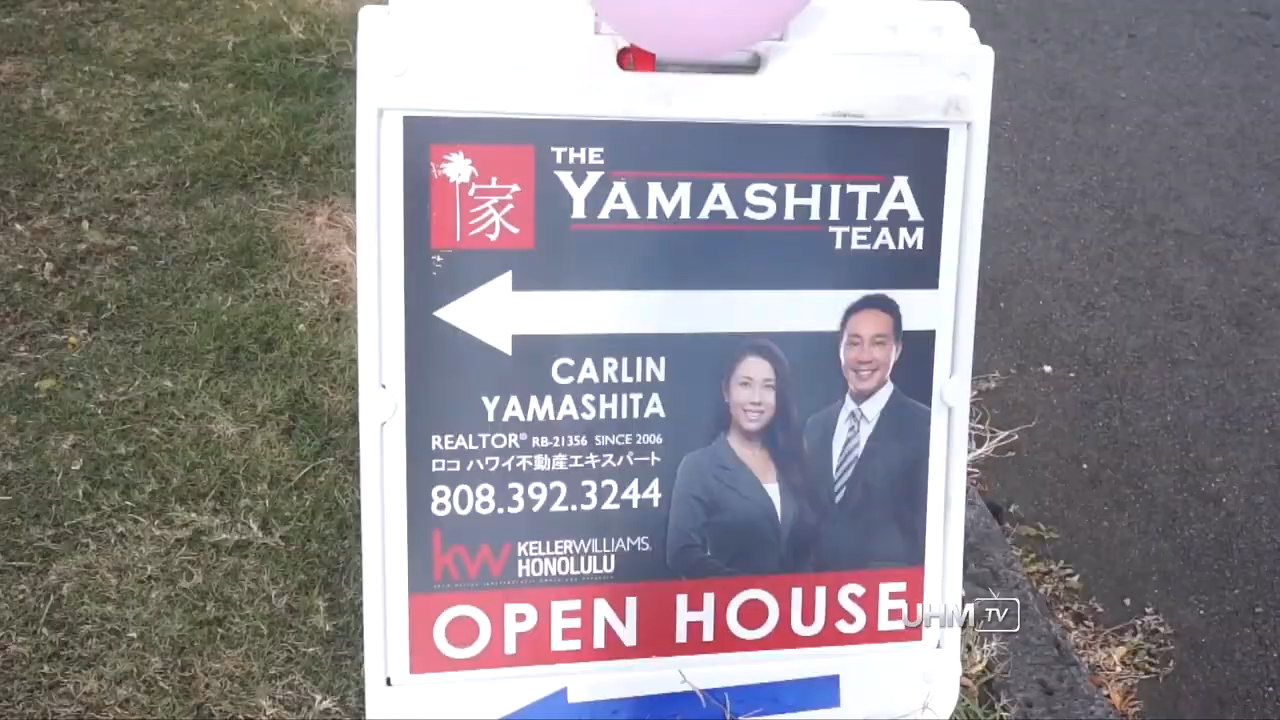 家
THE
YAMASHITA
TEAM
CARLIN
YAMASHITA
REALTOR® RB-21356 SINCE 2006
ロコ ハワイ不動産エキスパート
808.392.3244
kw KELLERWILLIAMS.
HONOLULU
OPEN HOUSE
UHM TV